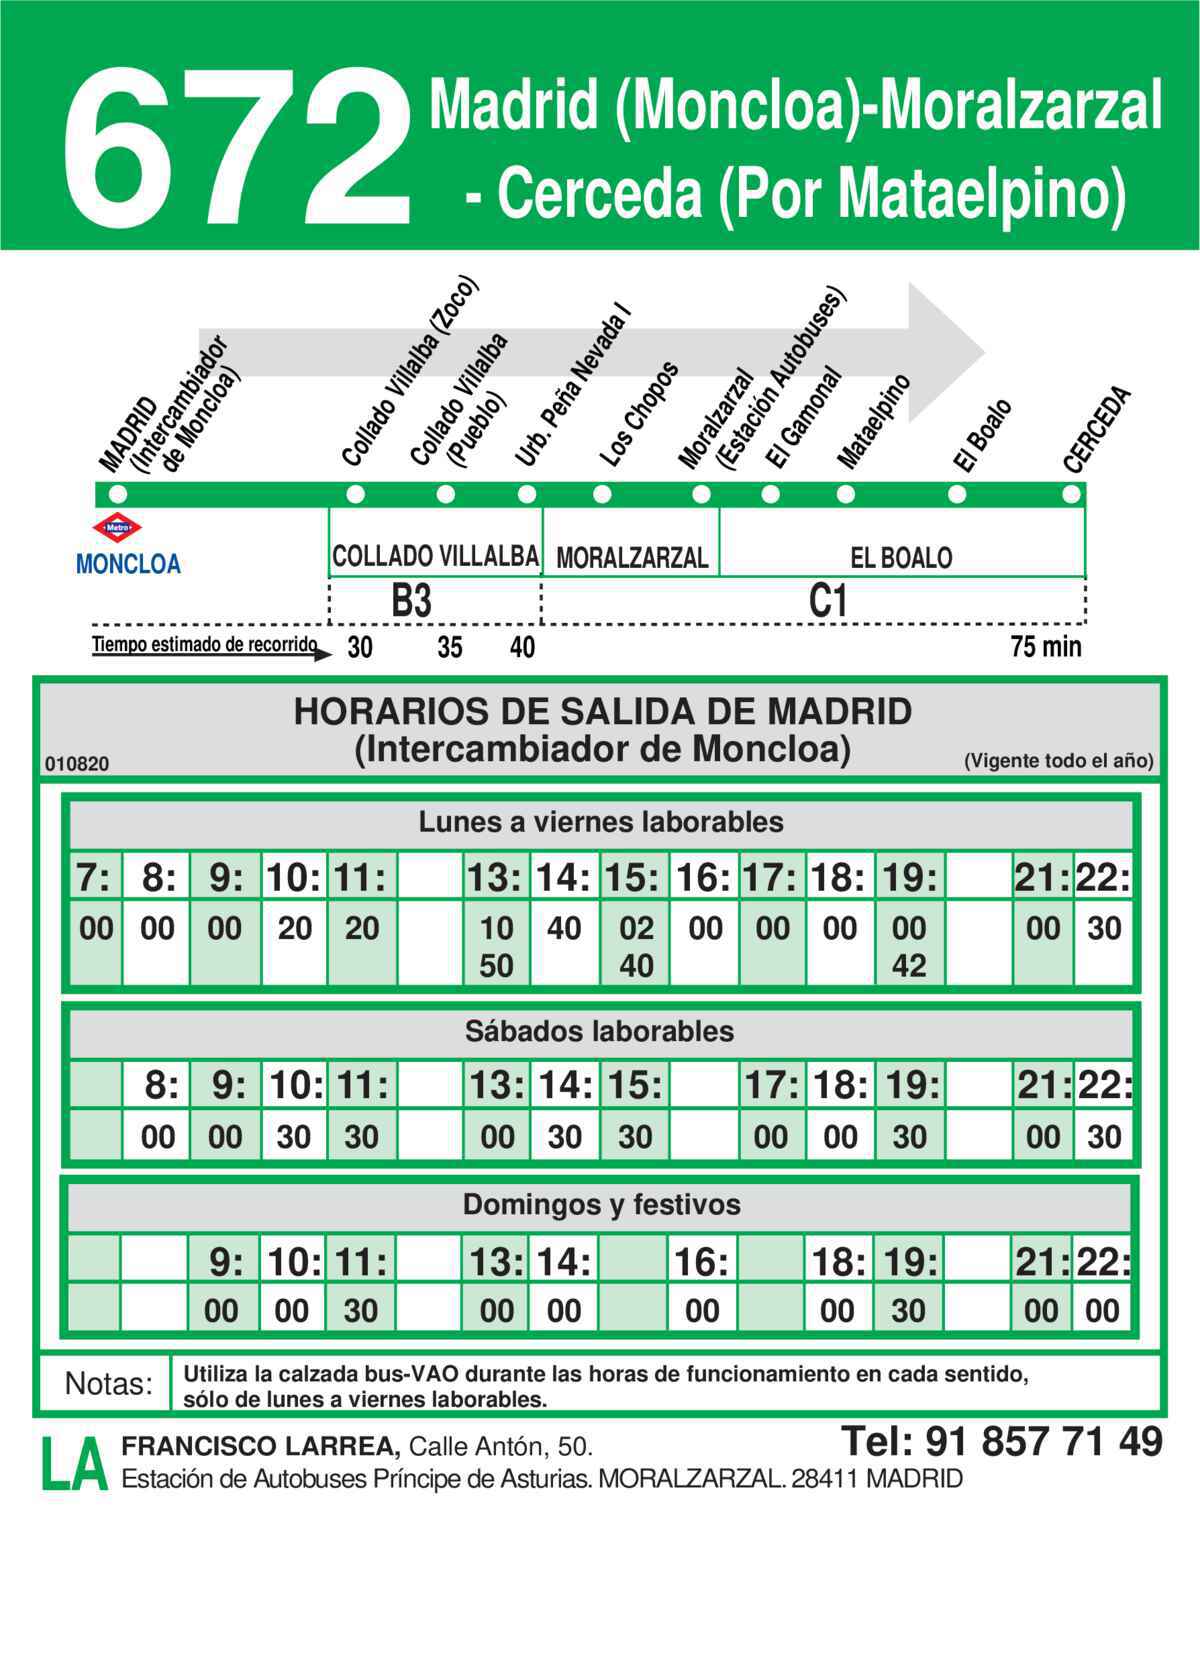 672
Madrid (Moncloa)-Moralzarzal
- Cerceda (Por Mataelpino)
MADRID
(Intercambiador
de Moncloa)
Collado Villalba (Zoco)
Collado Villalba
(Pueblo)
Urb. Peña Nevada I
Los Chopos
Moralzarzal
(Estación Autobuses)
El Gamonal
Mataelpino
El Boalo
CERCEDA
Metro
MONCLOA
COLLADO VILLALBA MORALZARZAL EL BOALO
B3 C1
Tiempo estimado de recorrido 30 35 40 75 min
HORARIOS DE SALIDA DE MADRID
(Intercambiador de Moncloa)
010820 (Vigente todo el año)
Lunes a viernes laborables
7: 8: 9: 10: 11: 13: 14: 15: 16: 17: 18: 19: 21: 22:
00 00 00 20 20 10 40 02 00 00 00 00 00 30
50 40 42
Sábados laborables
8: 9: 10: 11: 13: 14: 15: 17: 18: 19: 21: 22:
00 00 30 30 00 30 30 00 00 30 00 30
Domingos y festivos
9: 10: 11: 13: 14: 16: 18: 19: 21: 22:
00 00 30 00 00 00 00 30 00 00
Notas: Utiliza la calzada bus-VAO durante las horas de funcionamiento en cada sentido,
sólo de lunes a viernes laborables.
LA FRANCISCO LARREA, Calle Antón, 50. Tel: 91 857 71 49
Estación de Autobuses Príncipe de Asturias. MORALZARZAL. 28411 MADRID